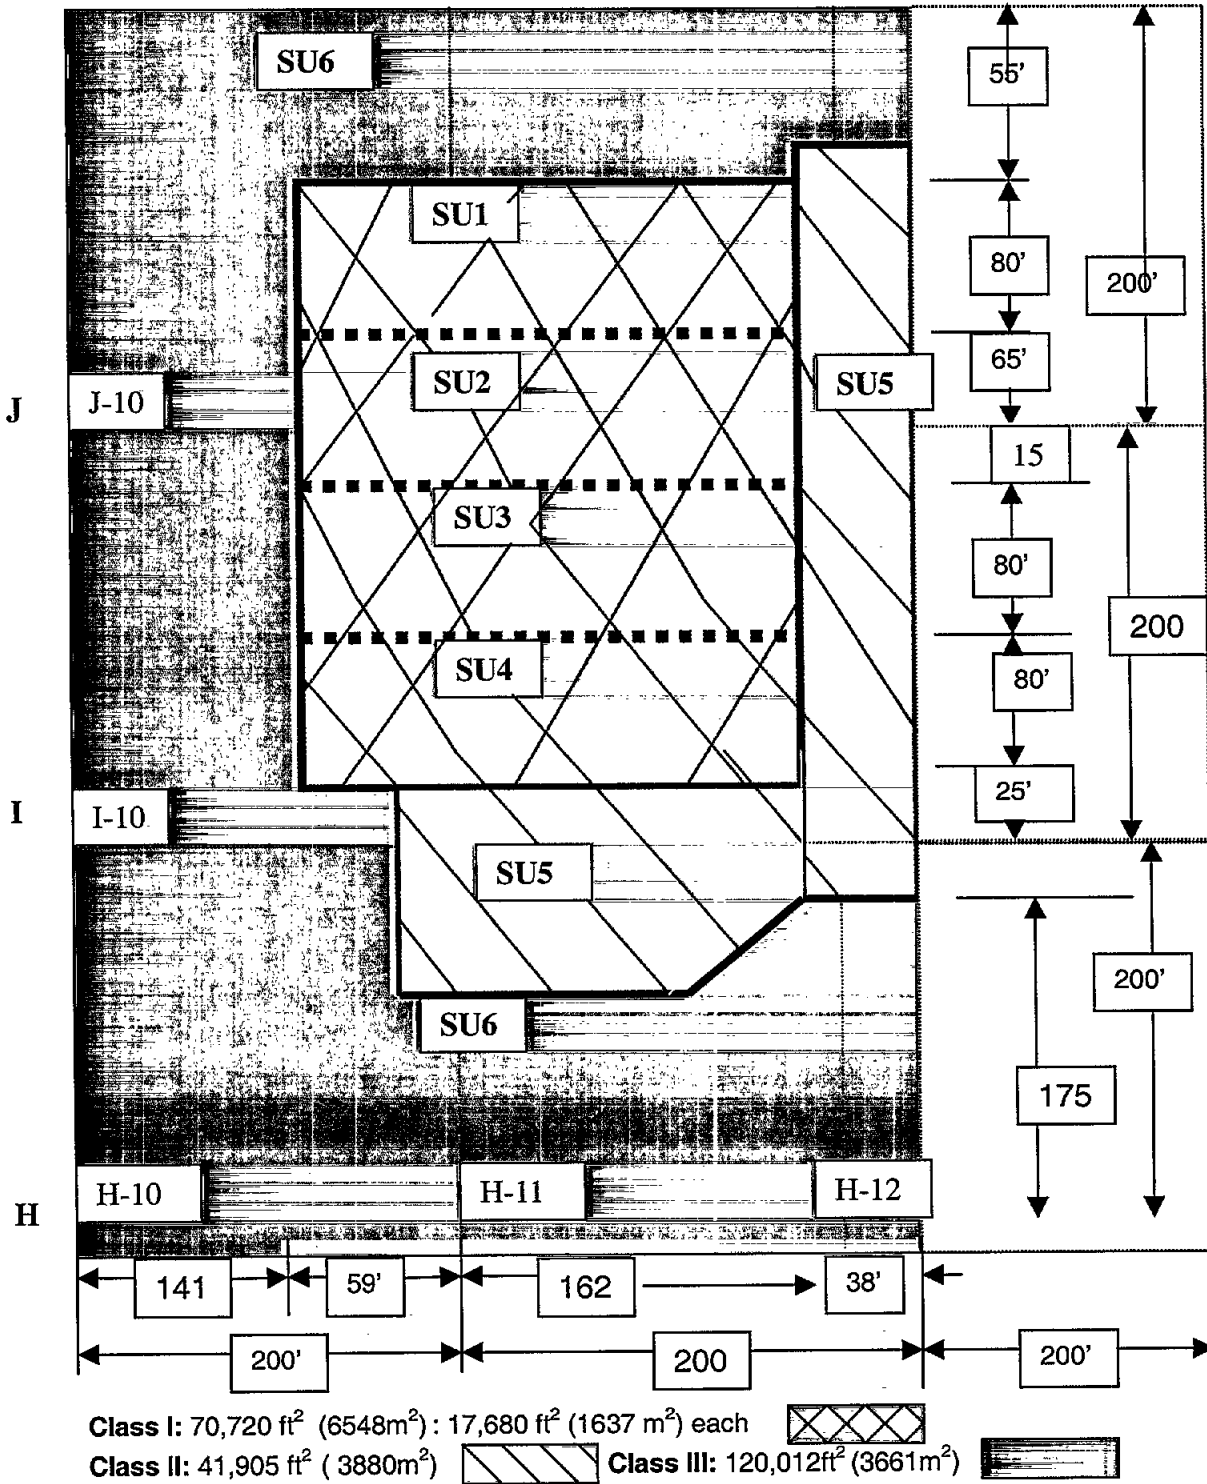 SU6
55'
SU1
80'
200'
65'
SU2
SU5
J
J-10
15
SU3
80'
200
SU4
80'
25'
I
I-10
SU5
200'
SU6
175
H
H-10
H-11
H-12
141
59'
162
38'
200'
200
200'
Class I: 70,720 ft² (6548m²) : 17,680 ft² (1637 m²) each
Class II: 41,905 ft² ( 3880m²) Class III: 120,012ft² (3661m²)